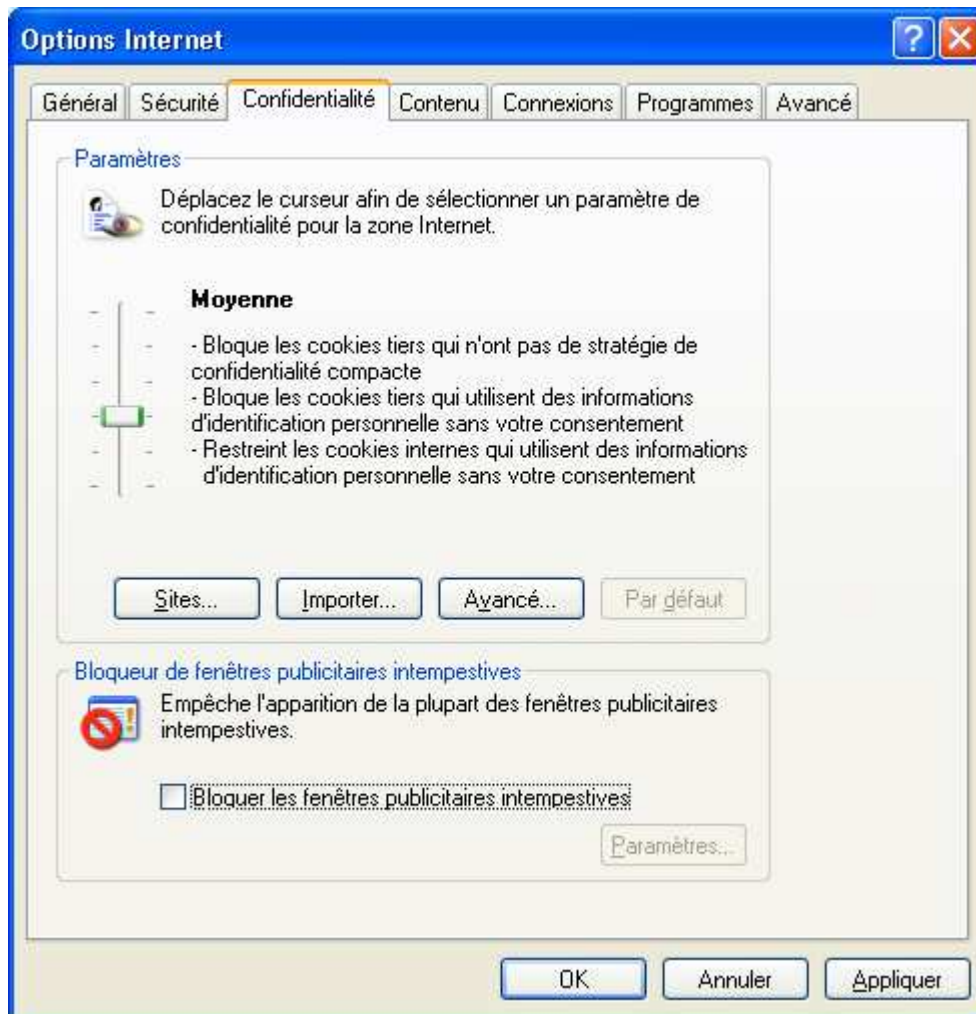 Options Internet
Général Sécurité Confidentialité Contenu Connexions Programmes Avancé
Paramètres
Déplacez le curseur afin de sélectionner un paramètre de
confidentialité pour la zone Internet.
Moyenne
- Bloque les cookies tiers qui n'ont pas de stratégie de
confidentialité compacte
- Bloque les cookies tiers qui utilisent des informations
d'identification personnelle sans votre consentement
- Restreint les cookies internes qui utilisent des informations
d'identification personnelle sans votre consentement
Sites... Importer... Avancé... Par défaut
Bloqueur de fenêtres publicitaires intempestives
Empêche l'apparition de la plupart des fenêtres publicitaires
intempestives.
Bloquer les fenêtres publicitaires intempestives
Paramètres...
OK Annuler Appliquer